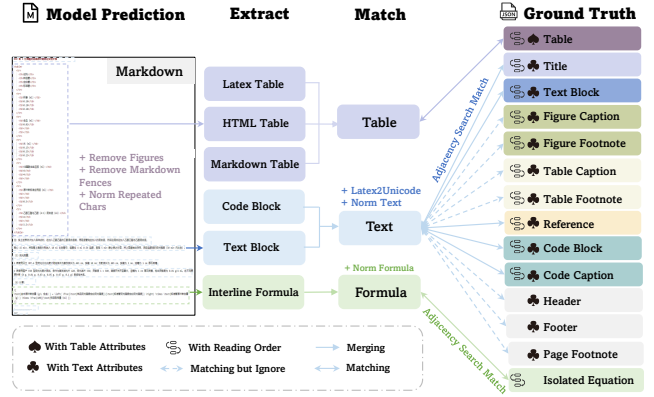 M
Model Prediction
Extract
Match
JSON
Ground Truth
Markdown
+ Remove Figures
+ Remove Markdown
Fences
+ Norm Repeated
Chars
Latex Table
HTML Table
Markdown Table
Code Block
Text Block
Interline Formula
Table
+ Latex2Unicode
+ Norm Text
Text
+ Norm Formula
Formula
Adjacency Search Match
Adjacency Search Match
Table
Title
Text Block
Figure Caption
Figure Footnote
Table Caption
Table Footnote
Reference
Code Block
Code Caption
Header
Footer
Page Footnote
Isolated Equation
With Table Attributes
With Reading Order
Merging
With Text Attributes
Matching but Ignore
Matching